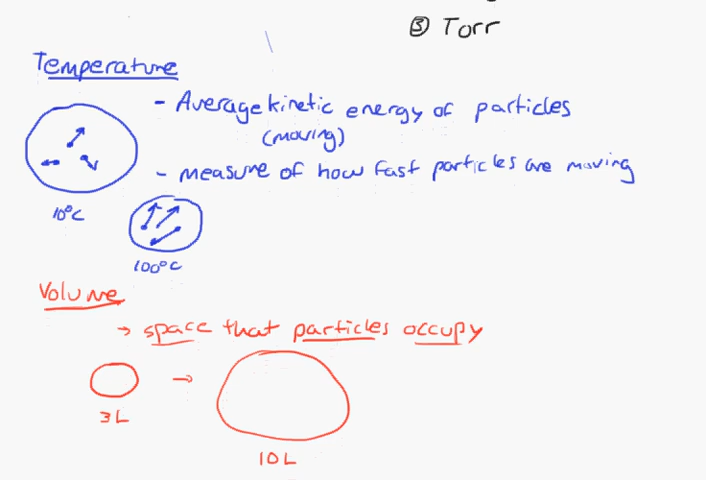 ③ Torr
Temperature
- Average kinetic energy of particles
(moving)
- measure of how fast particles are moving
10°C
100°C
Volume
→ space that particles occupy
→
3L
10L